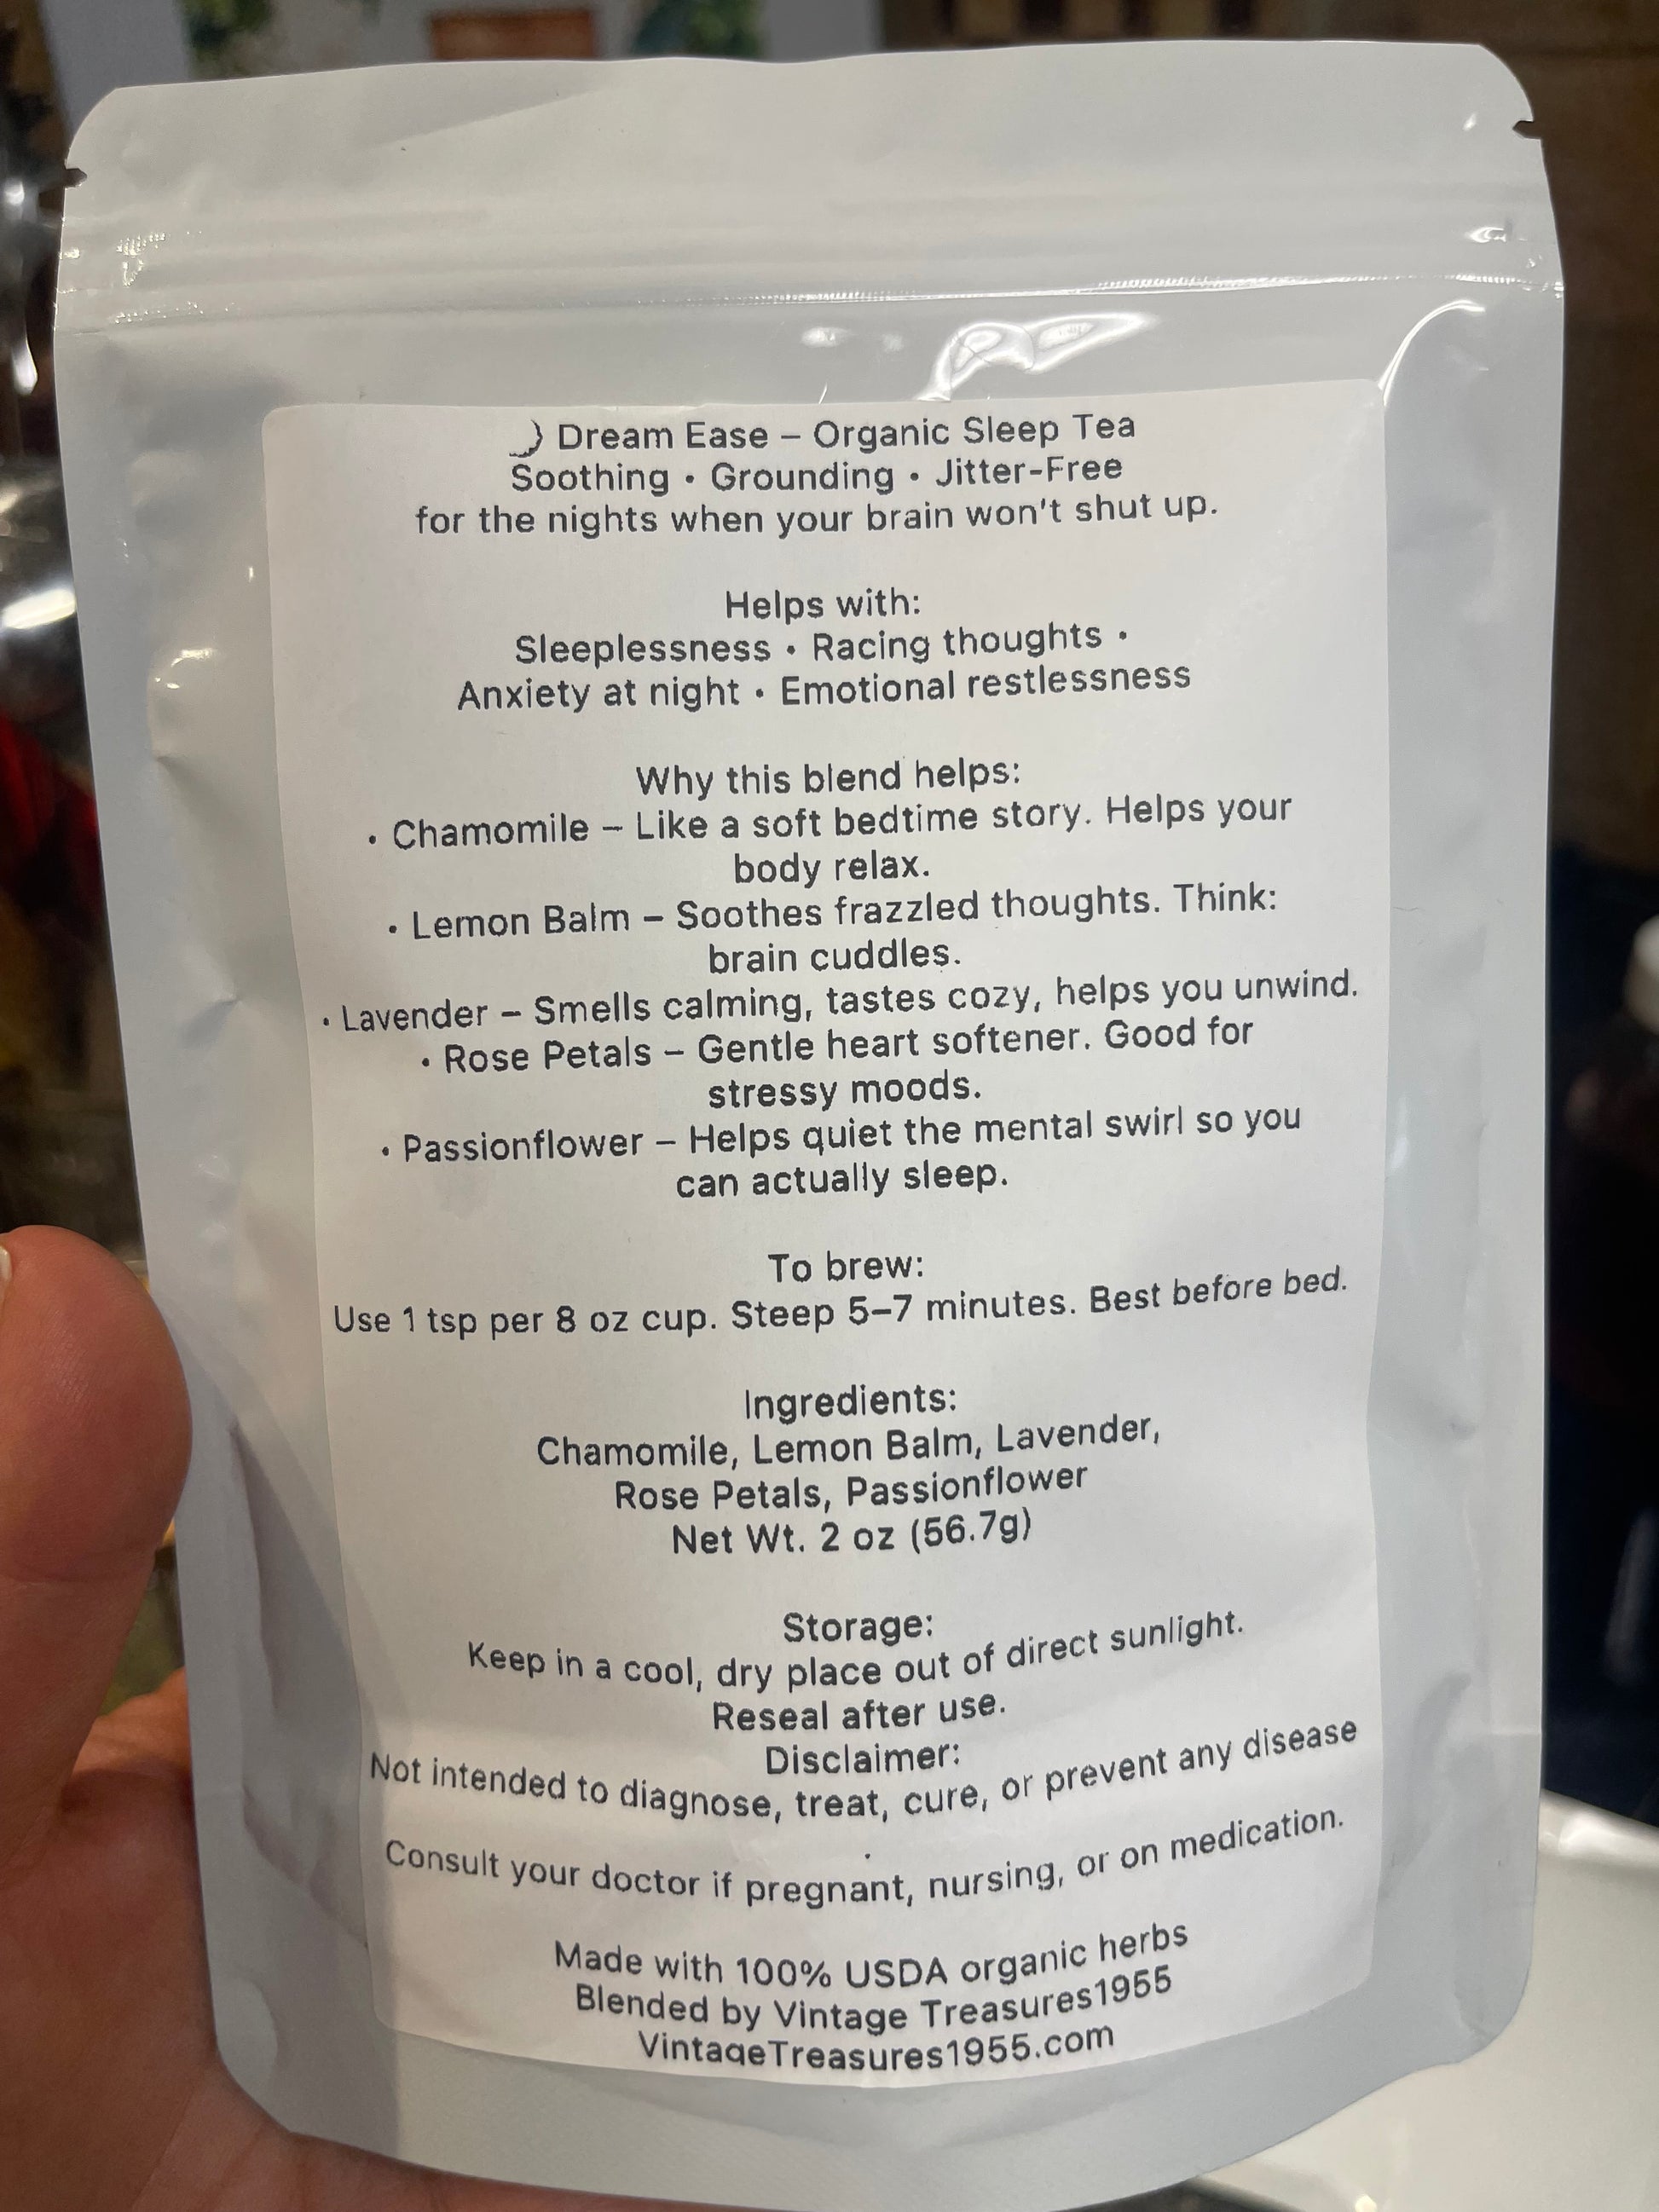 Dream Ease – Organic Sleep Tea
Soothing • Grounding • Jitter-Free
for the nights when your brain won't shut up.
Helps with:
Sleeplessness • Racing thoughts •
Anxiety at night • Emotional restlessness
Why this blend helps:
• Chamomile – Like a soft bedtime story. Helps your
body relax.
• Lemon Balm – Soothes frazzled thoughts. Think:
brain cuddles.
• Lavender – Smells calming, tastes cozy, helps you unwind.
• Rose Petals – Gentle heart softener. Good for
stressy moods.
• Passionflower – Helps quiet the mental swirl so you
can actually sleep.
To brew:
Use 1 tsp per 8 oz cup. Steep 5–7 minutes. Best before bed.
Ingredients:
Chamomile, Lemon Balm, Lavender,
Rose Petals, Passionflower
Net Wt. 2 oz (56.7g)
Storage:
Keep in a cool, dry place out of direct sunlight.
Reseal after use.
Disclaimer:
Not intended to diagnose, treat, cure, or prevent any disease
.
Consult your doctor if pregnant, nursing, or on medication.
Made with 100% USDA organic herbs
Blended by Vintage Treasures1955
VintageTreasures1955.com